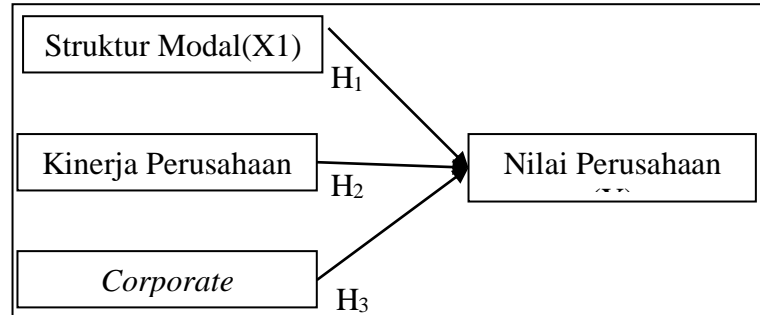 Struktur Modal(X1)
H1
Kinerja Perusahaan
H2
Nilai Perusahaan
Corporate
H3